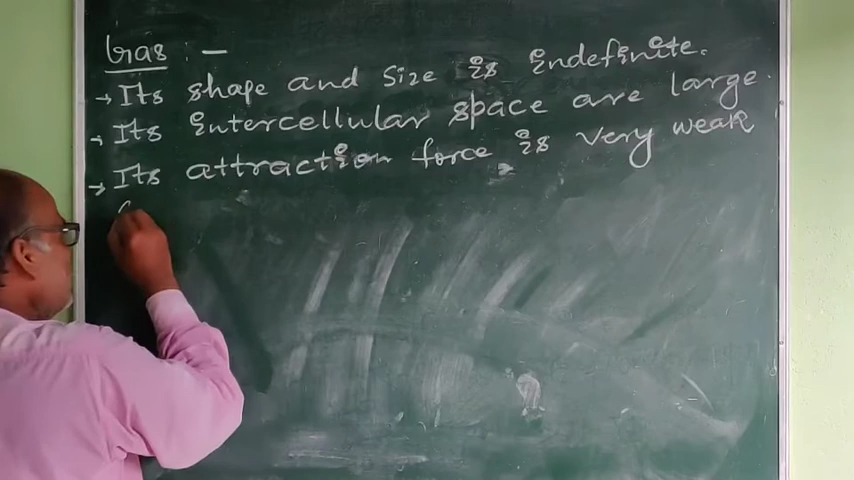 Gas : —
→ Its shape and size is indefinite.
→ Its intercellular space are large.
→ Its attraction force is very weak